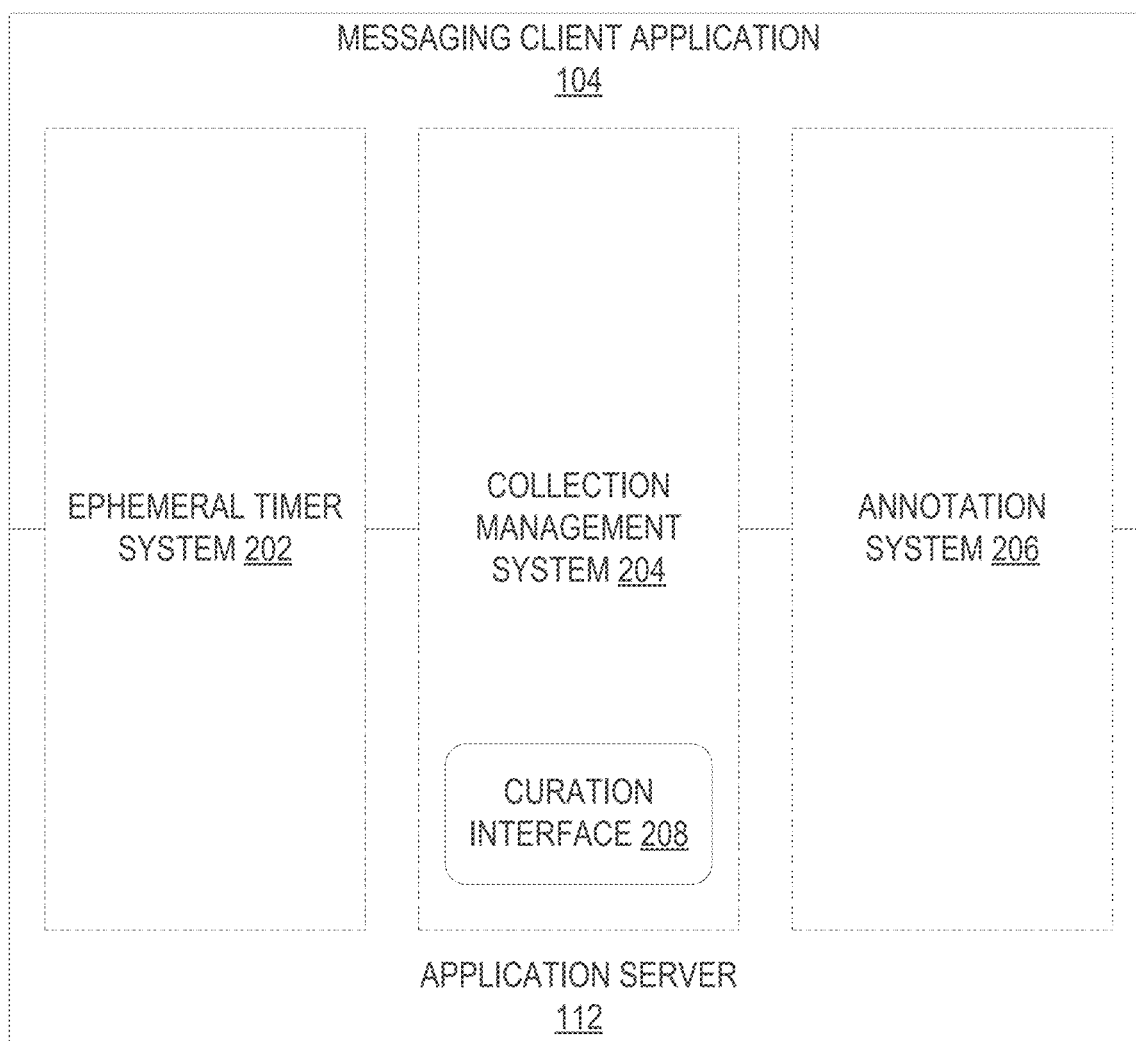 MESSAGING CLIENT APPLICATION
104
EPHEMERAL TIMER
SYSTEM 202
COLLECTION
MANAGEMENT
SYSTEM 204
ANNOTATION
SYSTEM 206
CURATION
INTERFACE 208
APPLICATION SERVER
112